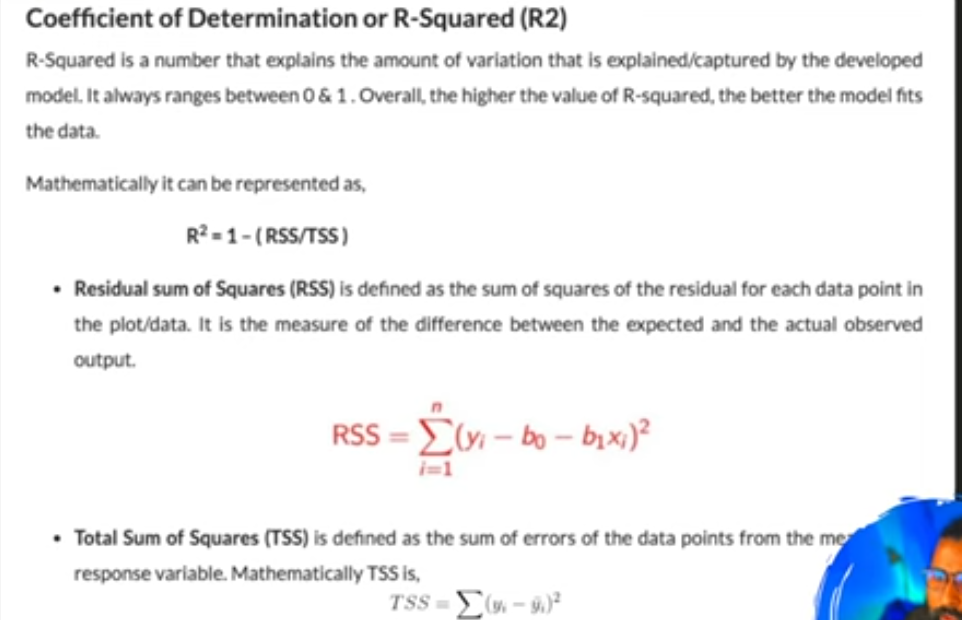 Coefficient of Determination or R-Squared (R2)
R-Squared is a number that explains the amount of variation that is explained/captured by the developed
model. It always ranges between 0 & 1 . Overall, the higher the value of R-squared, the better the model fits
the data.
Mathematically it can be represented as,
R² = 1 – ( RSS/TSS )
• Residual sum of Squares (RSS) is defined as the sum of squares of the residual for each data point in
the plot/data. It is the measure of the difference between the expected and the actual observed
output.
RSS = ∑ⁿᵢ₌₁(yᵢ − b₀ − b₁xᵢ)²
• Total Sum of Squares (TSS) is defined as the sum of errors of the data points from the
response variable. Mathematically TSS is,
TSS = ∑(yᵢ − ȳᵢ)²